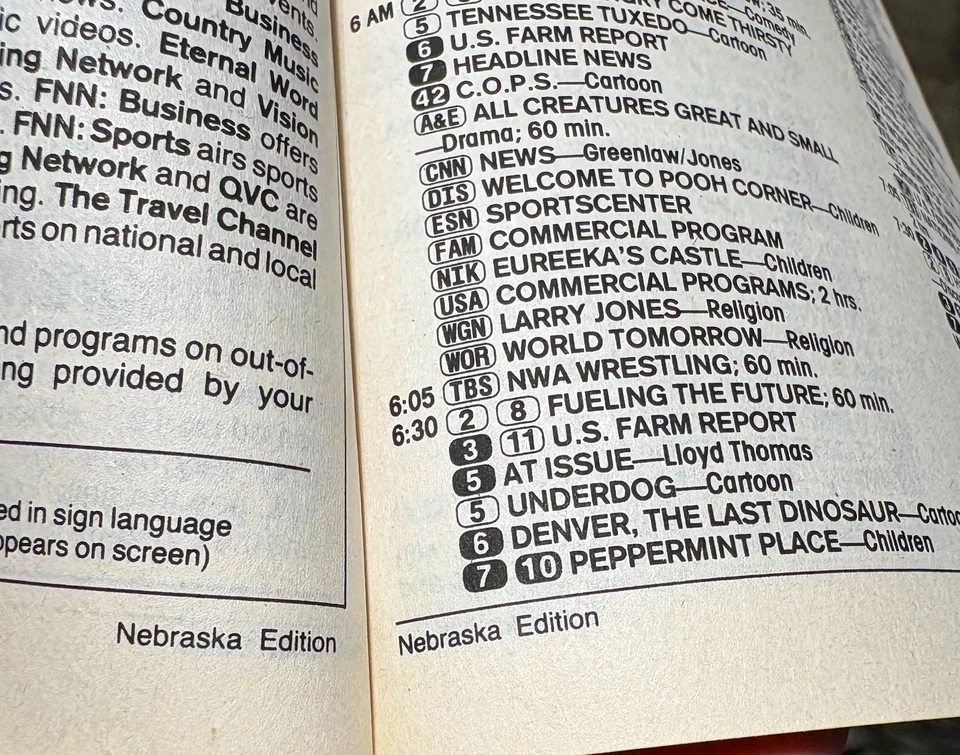 vents.
Business
Country Music
ic videos. Eternal Word
ing Network and Vision
s. FNN: Business offers
. FNN: Sports airs sports
g Network and QVC are
ing. The Travel Channel
rts on national and local
nd programs on out-of-
ng provided by your
ed in sign language
ppears on screen)
Nebraska Edition
6 AM 2
COME THIRSTY
5 TENNESSEE TUXEDO—Cartoon
6 U.S. FARM REPORT
7 HEADLINE NEWS
42 C.O.P.S.—Cartoon
A&E ALL CREATURES GREAT AND SMALL
—Drama; 60 min.
CNN NEWS—Greenlaw/Jones
DIS WELCOME TO POOH CORNER—Children
ESN SPORTSCENTER
FAM COMMERCIAL PROGRAM
NIK EUREEKA'S CASTLE—Children
USA COMMERCIAL PROGRAMS; 2 hrs.
WGN LARRY JONES—Religion
WOR WORLD TOMORROW—Religion
6:05 TBS NWA WRESTLING; 60 min.
6:30 2 8 FUELING THE FUTURE; 60 min.
3 11 U.S. FARM REPORT
5 AT ISSUE—Lloyd Thomas
5 UNDERDOG—Cartoon
6 DENVER, THE LAST DINOSAUR—Cartoo
7 10 PEPPERMINT PLACE—Children
Nebraska Edition